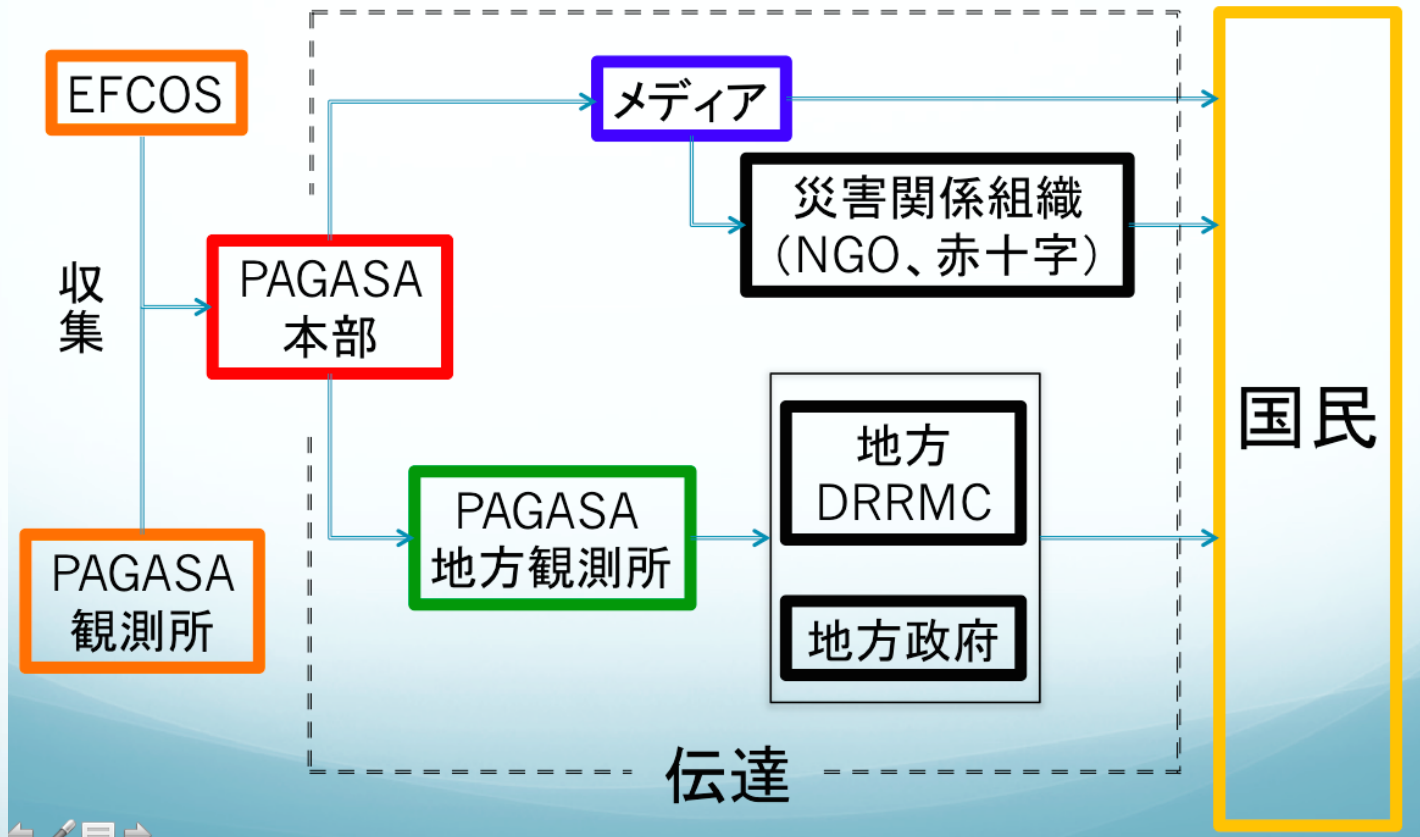 EFCOS
収
集
PAGASA
観測所
PAGASA
本部
メディア
災害関係組織
（NGO、赤十字）
PAGASA
地方観測所
地方
DRRMC
地方政府
伝達
国民